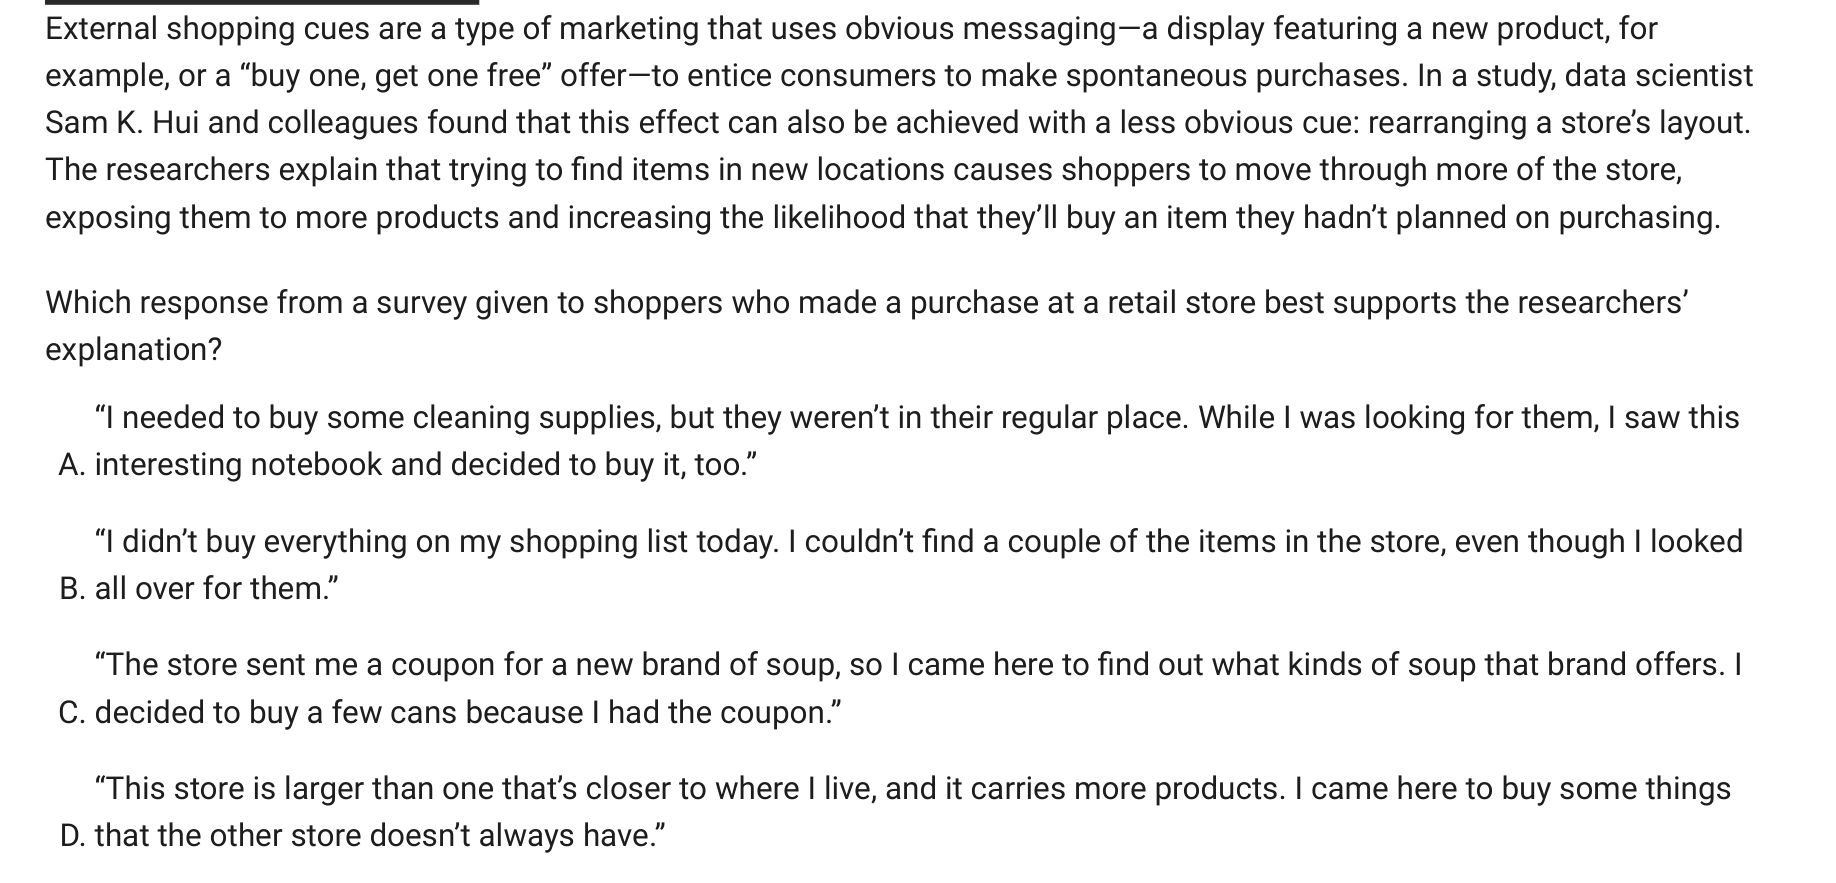 External shopping cues are a type of marketing that uses obvious messaging—a display featuring a new product, for
example, or a “buy one, get one free” offer—to entice consumers to make spontaneous purchases. In a study, data scientist
Sam K. Hui and colleagues found that this effect can also be achieved with a less obvious cue: rearranging a store’s layout.
The researchers explain that trying to find items in new locations causes shoppers to move through more of the store,
exposing them to more products and increasing the likelihood that they’ll buy an item they hadn’t planned on purchasing.
Which response from a survey given to shoppers who made a purchase at a retail store best supports the researchers’
explanation?
“I needed to buy some cleaning supplies, but they weren’t in their regular place. While I was looking for them, I saw this
A. interesting notebook and decided to buy it, too.”
“I didn’t buy everything on my shopping list today. I couldn’t find a couple of the items in the store, even though I looked
B. all over for them.”
“The store sent me a coupon for a new brand of soup, so I came here to find out what kinds of soup that brand offers. I
C. decided to buy a few cans because I had the coupon.”
“This store is larger than one that’s closer to where I live, and it carries more products. I came here to buy some things
D. that the other store doesn’t always have.”